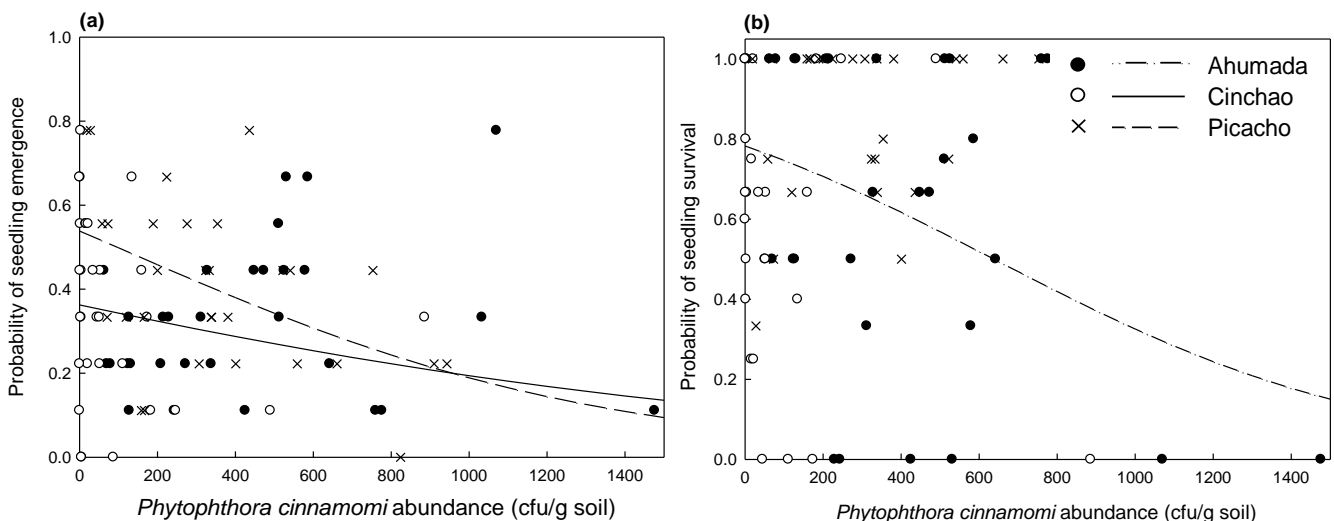 (a)
1.0
0.8
0.6
0.4
0.2
0.0
Probability of seedling emergence
0 200 400 600 800 1000 1200 1400
Phytophthora cinnamomi abundance (cfu/g soil)
(b)
1.0
0.8
0.6
0.4
0.2
0.0
Probability of seedling survival
Ahumada
Cinchao
Picacho
0 200 400 600 800 1000 1200 1400
Phytophthora cinnamomi abundance (cfu/g soil)